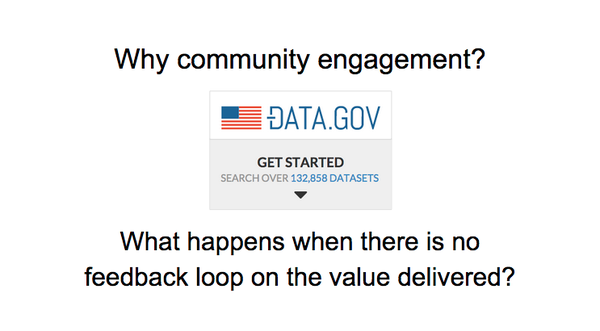 Why community engagement?
DATA.GOV
GET STARTED
SEARCH OVER 132,858 DATASETS
What happens when there is no
feedback loop on the value delivered?